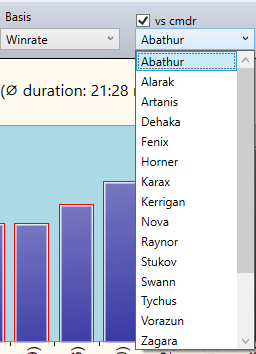 Basis
vs cmdr
Winrate
Abathur
(Ø duration: 21:28
Abathur
Alarak
Artanis
Dehaka
Fenix
Horner
Karax
Kerrigan
Nova
Raynor
Stukov
Swann
Tychus
Vorazun
Zagara